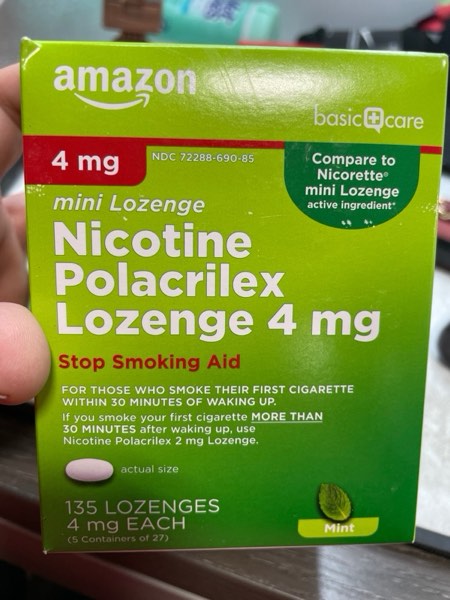 amazon
basic care
4 mg
NDC 72288-690-85
Compare to
Nicorette®
mini Lozenge
active ingredient*
mini Lozenge
Nicotine
Polacrilex
Lozenge 4 mg
Stop Smoking Aid
FOR THOSE WHO SMOKE THEIR FIRST CIGARETTE
WITHIN 30 MINUTES OF WAKING UP.
If you smoke your first cigarette MORE THAN
30 MINUTES after waking up, use
Nicotine Polacrilex 2 mg Lozenge.
actual size
135 LOZENGES
4 mg EACH
(5 Containers of 27)
Mint